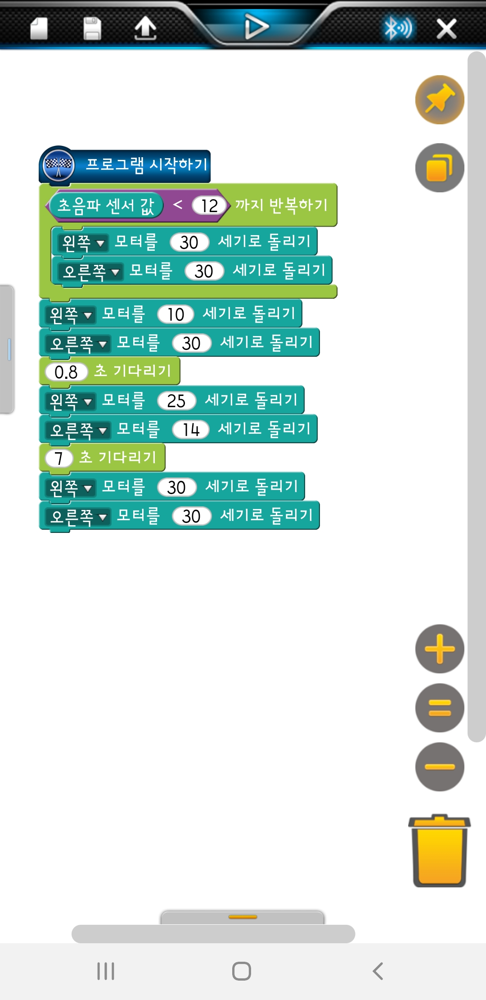 프로그램 시작하기
초음파 센서 값 < 12 까지 반복하기
왼쪽 모터를 30 세기로 돌리기
오른쪽 모터를 30 세기로 돌리기
왼쪽 모터를 10 세기로 돌리기
오른쪽 모터를 30 세기로 돌리기
0.8 초 기다리기
왼쪽 모터를 25 세기로 돌리기
오른쪽 모터를 14 세기로 돌리기
7 초 기다리기
왼쪽 모터를 30 세기로 돌리기
오른쪽 모터를 30 세기로 돌리기